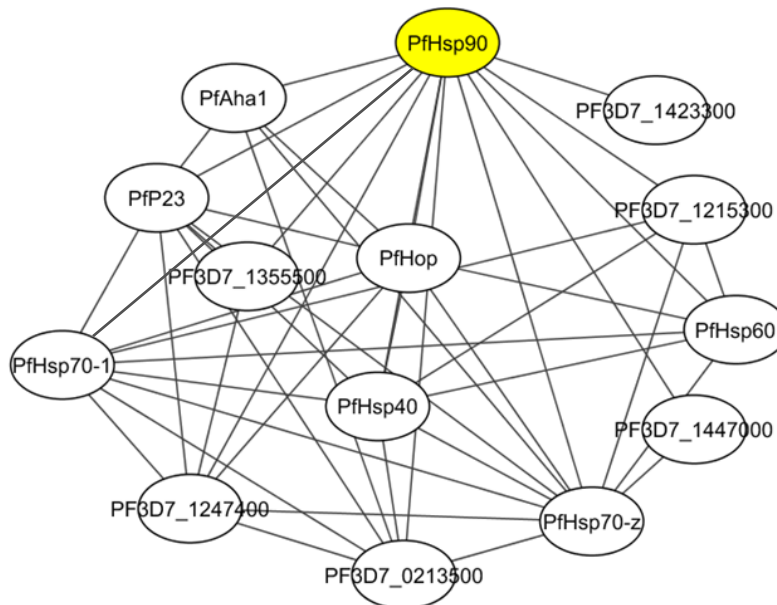 PfHsp90
PfAha1
PF3D7_1423300
PfP23
PF3D7_1215300
PfHop
PF3D7_1355500
PfHsp60
PfHsp70-1
PfHsp40
PF3D7_1447000
PF3D7_1247400
PfHsp70-z
PF3D7_0213500